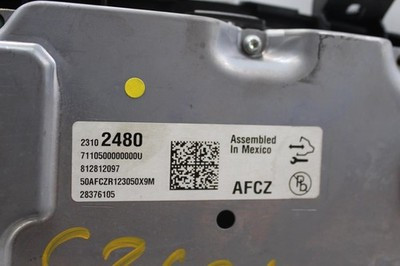 2310 2480
7110500000000U
812812097
50AFCZR123050X9M
28376105
Assembled
in Mexico
AFCZ